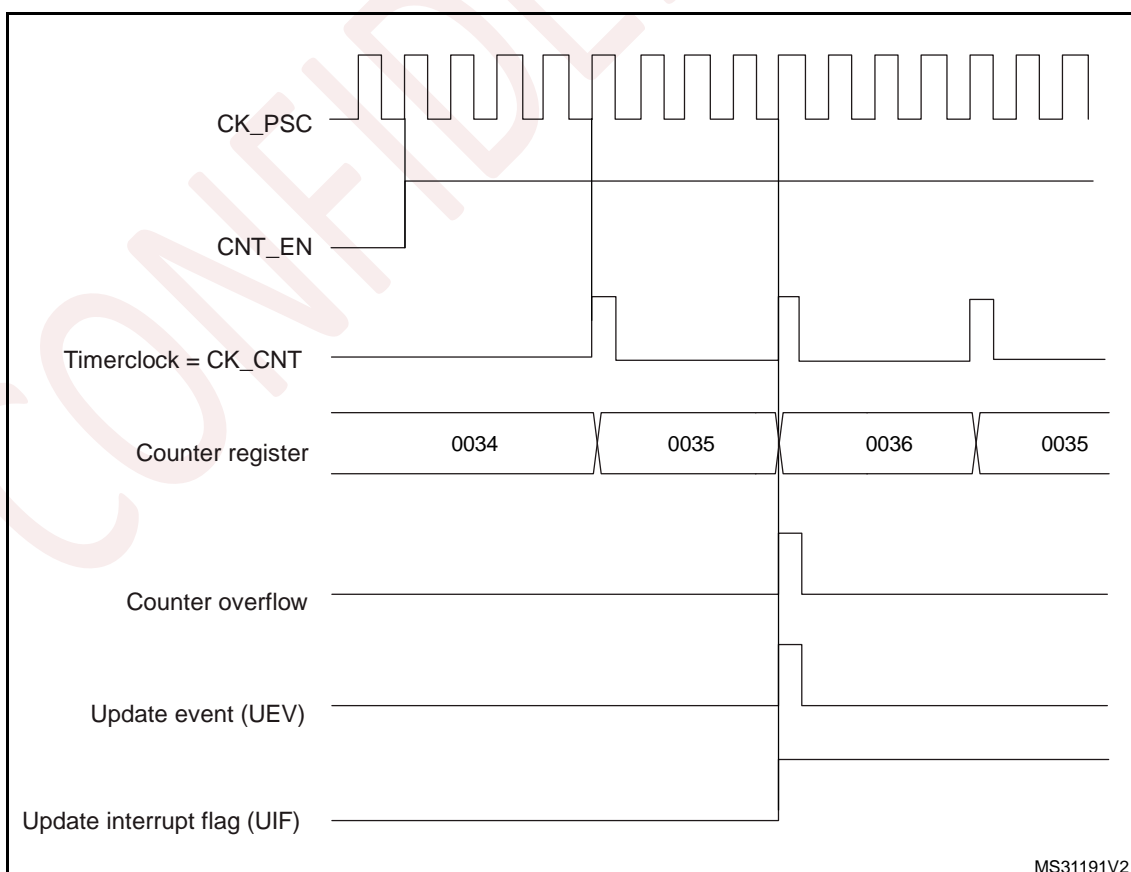 CONFIDE
CK_PSC
CNT_EN
Timerclock = CK_CNT
Counter register
0034
0035
0036
0035
Counter overflow
Update event (UEV)
Update interrupt flag (UIF)
MS31191V2